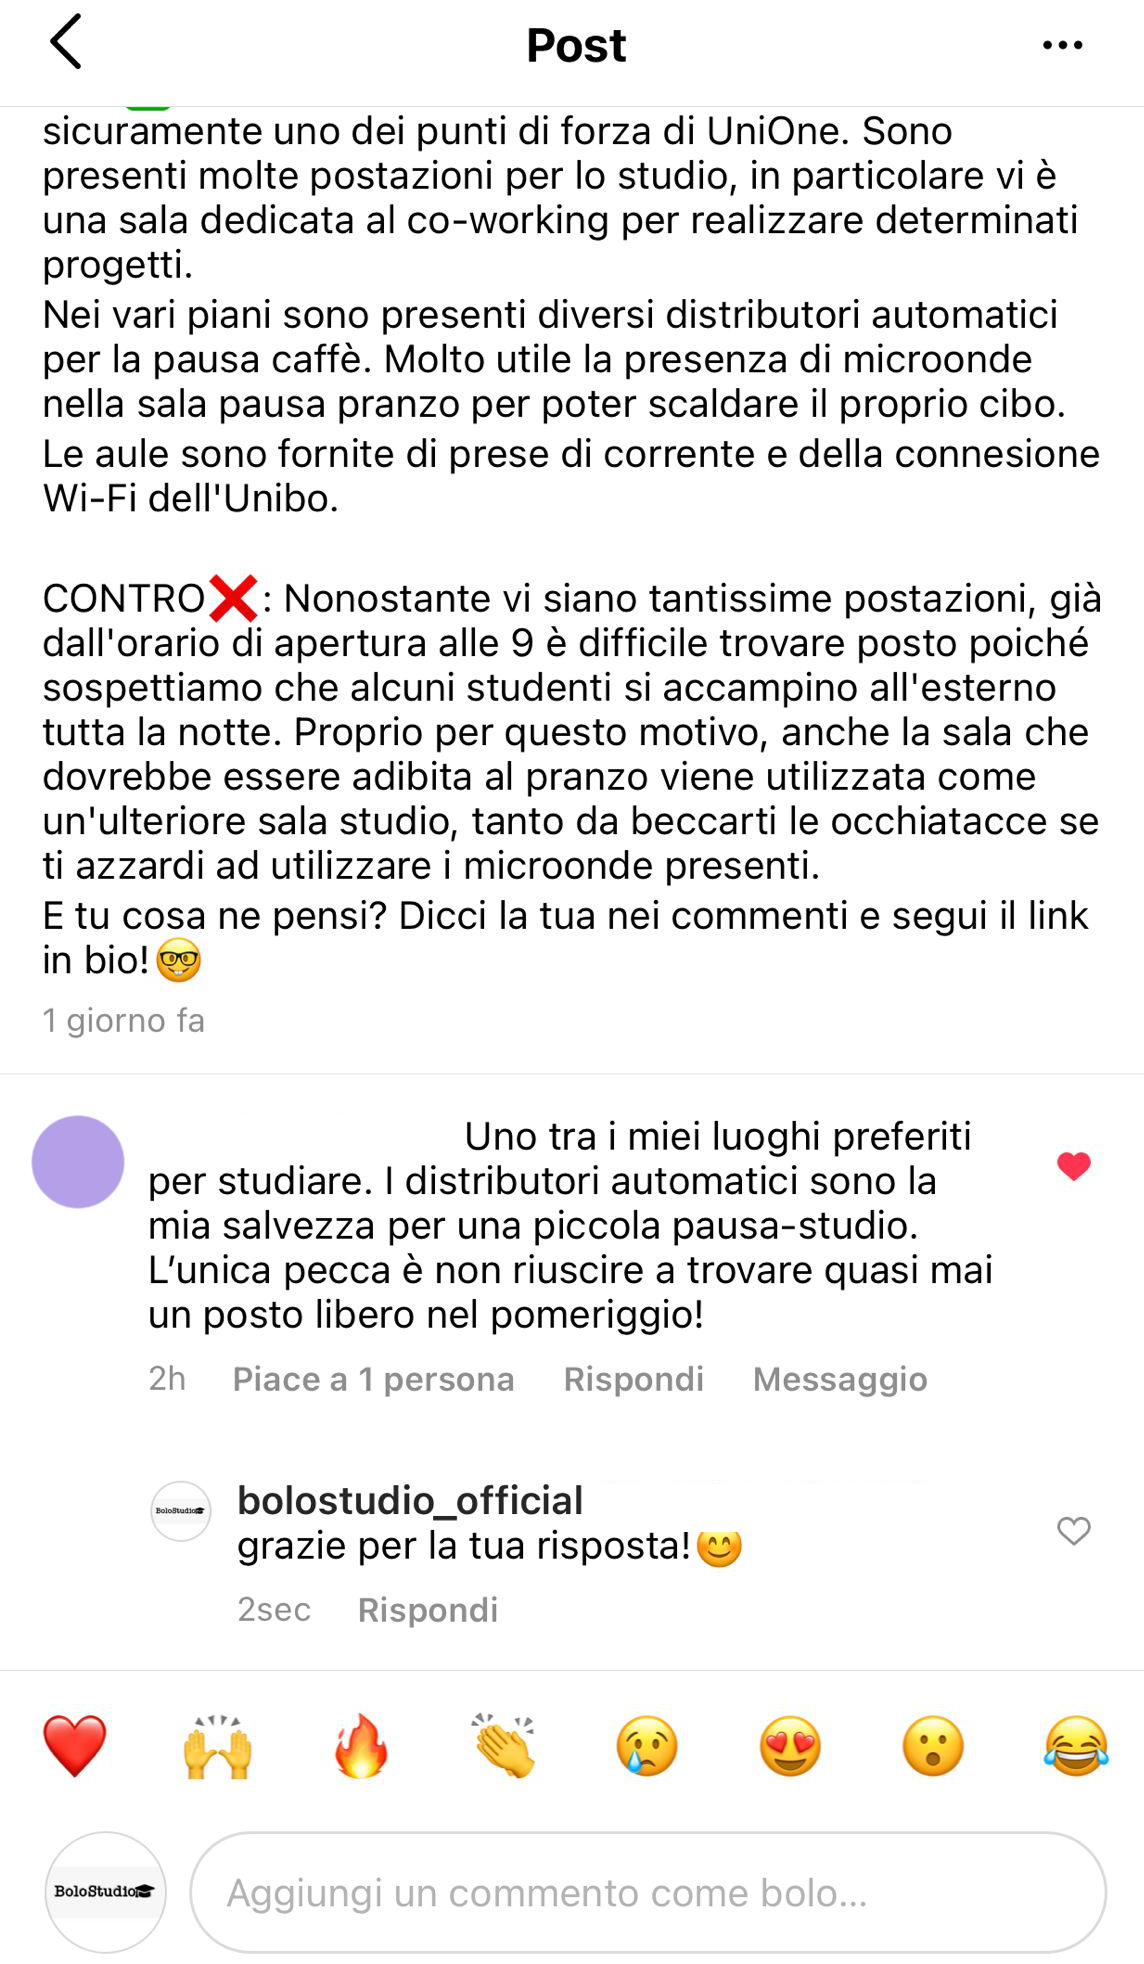 Post
sicuramente uno dei punti di forza di UniOne. Sono
presenti molte postazioni per lo studio, in particolare vi è
una sala dedicata al co-working per realizzare determinati
progetti.
Nei vari piani sono presenti diversi distributori automatici
per la pausa caffè. Molto utile la presenza di microonde
nella sala pausa pranzo per poter scaldare il proprio cibo.
Le aule sono fornite di prese di corrente e della connesione
Wi-Fi dell'Unibo.
CONTRO❌: Nonostante vi siano tantissime postazioni, già
dall'orario di apertura alle 9 è difficile trovare posto poiché
sospettiamo che alcuni studenti si accampino all'esterno
tutta la notte. Proprio per questo motivo, anche la sala che
dovrebbe essere adibita al pranzo viene utilizzata come
un'ulteriore sala studio, tanto da beccarti le occhiatacce se
ti azzardi ad utilizzare i microonde presenti.
E tu cosa ne pensi? Dicci la tua nei commenti e segui il link
in bio!🤓
1 giorno fa
Uno tra i miei luoghi preferiti
per studiare. I distributori automatici sono la
mia salvezza per una piccola pausa-studio.
L’unica pecca è non riuscire a trovare quasi mai
un posto libero nel pomeriggio!
2h Piace a 1 persona Rispondi Messaggio
BoloStudio
bolostudio_official
grazie per la tua risposta!😊
2sec Rispondi
BoloStudio
Aggiungi un commento come bolo...